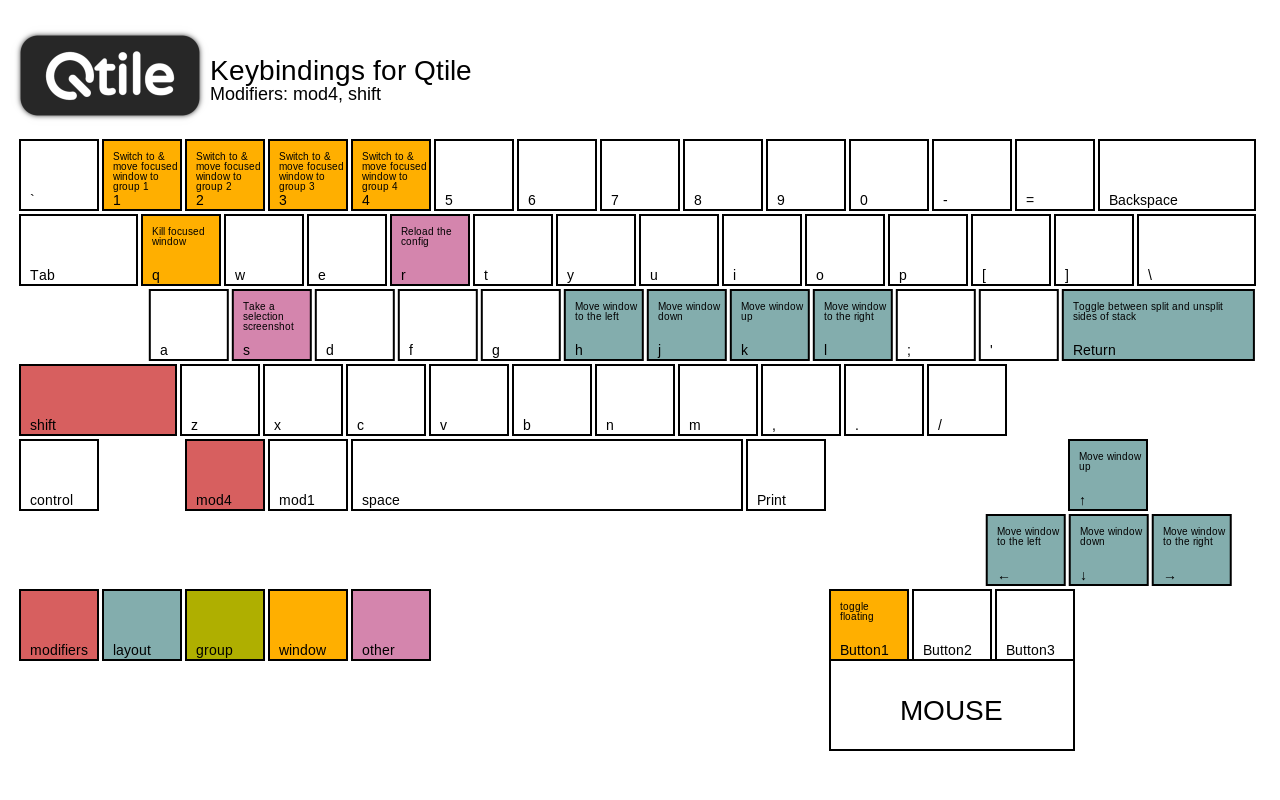 Qtile
Keybindings for Qtile
Modifiers: mod4, shift
`
Switch to &
move focused
window to
group 1
1
Switch to &
move focused
window to
group 2
2
Switch to &
move focused
window to
group 3
3
Switch to &
move focused
window to
group 4
4
5
6
7
8
9
0
-
=
Backspace
Tab
Kill focused
window
q
w
e
Reload the
config
r
t
y
u
i
o
p
[
]
\
a
Take a
selection
screenshot
s
d
f
g
Move window
to the left
h
Move window
down
j
Move window
up
k
Move window
to the right
l
;
'
Toggle between split and unsplit
sides of stack
Return
shift
z
x
c
v
b
n
m
,
.
/
control
mod4
mod1
space
Print
Move window
up
↑
Move window
to the left
←
Move window
down
↓
Move window
to the right
→
modifiers
layout
group
window
other
toggle
floating
Button1
Button2
Button3
MOUSE